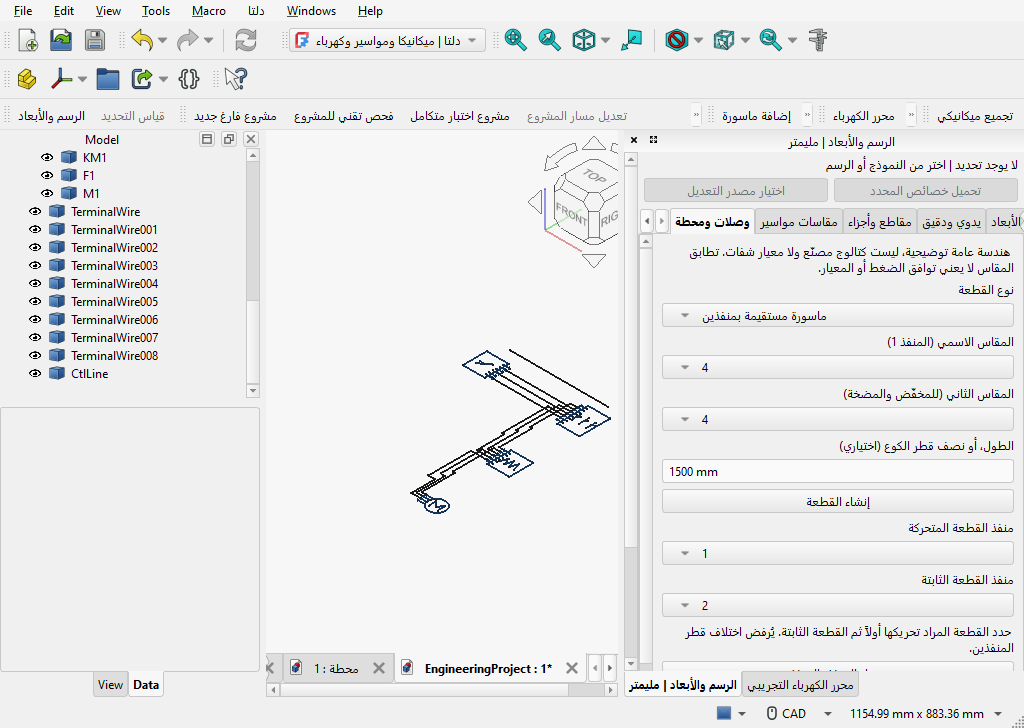 File Edit View Tools Macro دلتا Windows Help
دلتا | ميكانيكا ومواسير وكهرباء
الرسم والأبعاد قياس التحديد مشروع فارغ جديد فحص تقني للمشروع مشروع اختبار متكامل تعديل مسار المشروع » إضافة ماسورة » محرر الكهرباء » تجميع ميكانيكي
Model
KM1
F1
M1
TerminalWire
TerminalWire001
TerminalWire002
TerminalWire003
TerminalWire004
TerminalWire005
TerminalWire006
TerminalWire007
TerminalWire008
CtlLine
View Data
TOP
FRONT
RIG
M
محطة : 1
EngineeringProject : 1*
الرسم والأبعاد | مليمتر
لا يوجد تحديد | اختر من النموذج أو الرسم
اختيار مصدر التعديل تحميل خصائص المحدد
وصلات ومحطة مقاسات مواسير مقاطع وأجزاء يدوي ودقيق الأبعاد
هندسة عامة توضيحية، ليست كتالوج مصنّع ولا معيار شفات. تطابق
المقاس لا يعني توافق الضغط أو المعيار.
نوع القطعة
ماسورة مستقيمة بمنفذين
المقاس الاسمي (المنفذ 1)
4
المقاس الثاني (للمخفّض والمضخة)
4
الطول، أو نصف قطر الكوع (اختياري)
1500 mm
إنشاء القطعة
منفذ القطعة المتحركة
1
منفذ القطعة الثابتة
2
حدد القطعة المراد تحريكها أولاً ثم القطعة الثابتة. يُرفض اختلاف قطر
المنفذين.
الرسم والأبعاد | مليمتر محرر الكهرباء التجريبي
CAD 1154.99 mm x 883.36 mm